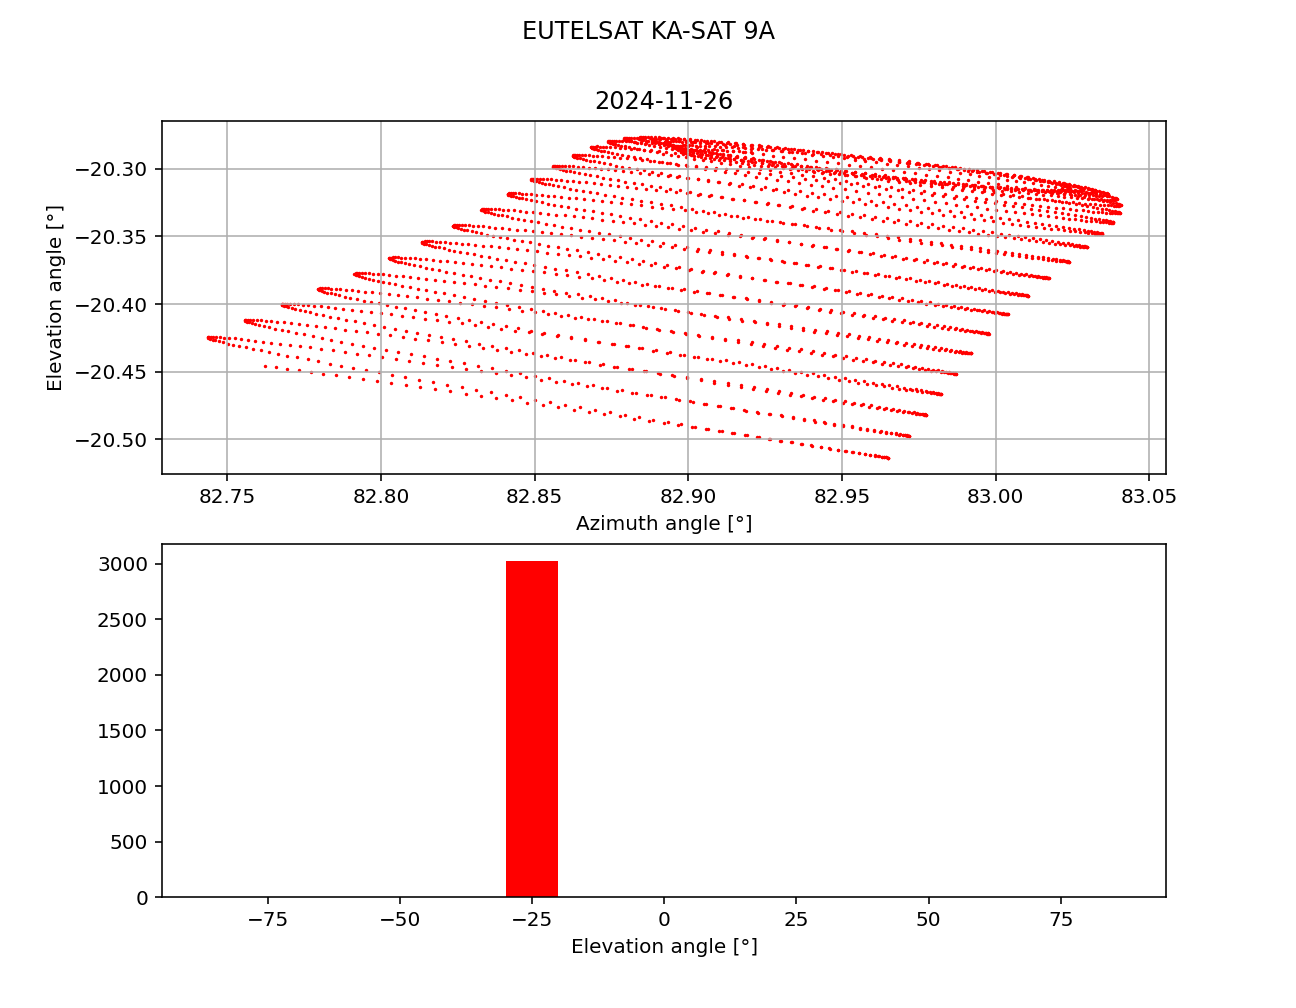 EUTELSAT KA-SAT 9A
2024-11-26
−20.30
−20.35
−20.40
−20.45
−20.50
Elevation angle [°]
82.75 82.80 82.85 82.90 82.95 83.00 83.05
Azimuth angle [°]
3000
2500
2000
1500
1000
500
0
−75 −50 −25 0 25 50 75
Elevation angle [°]